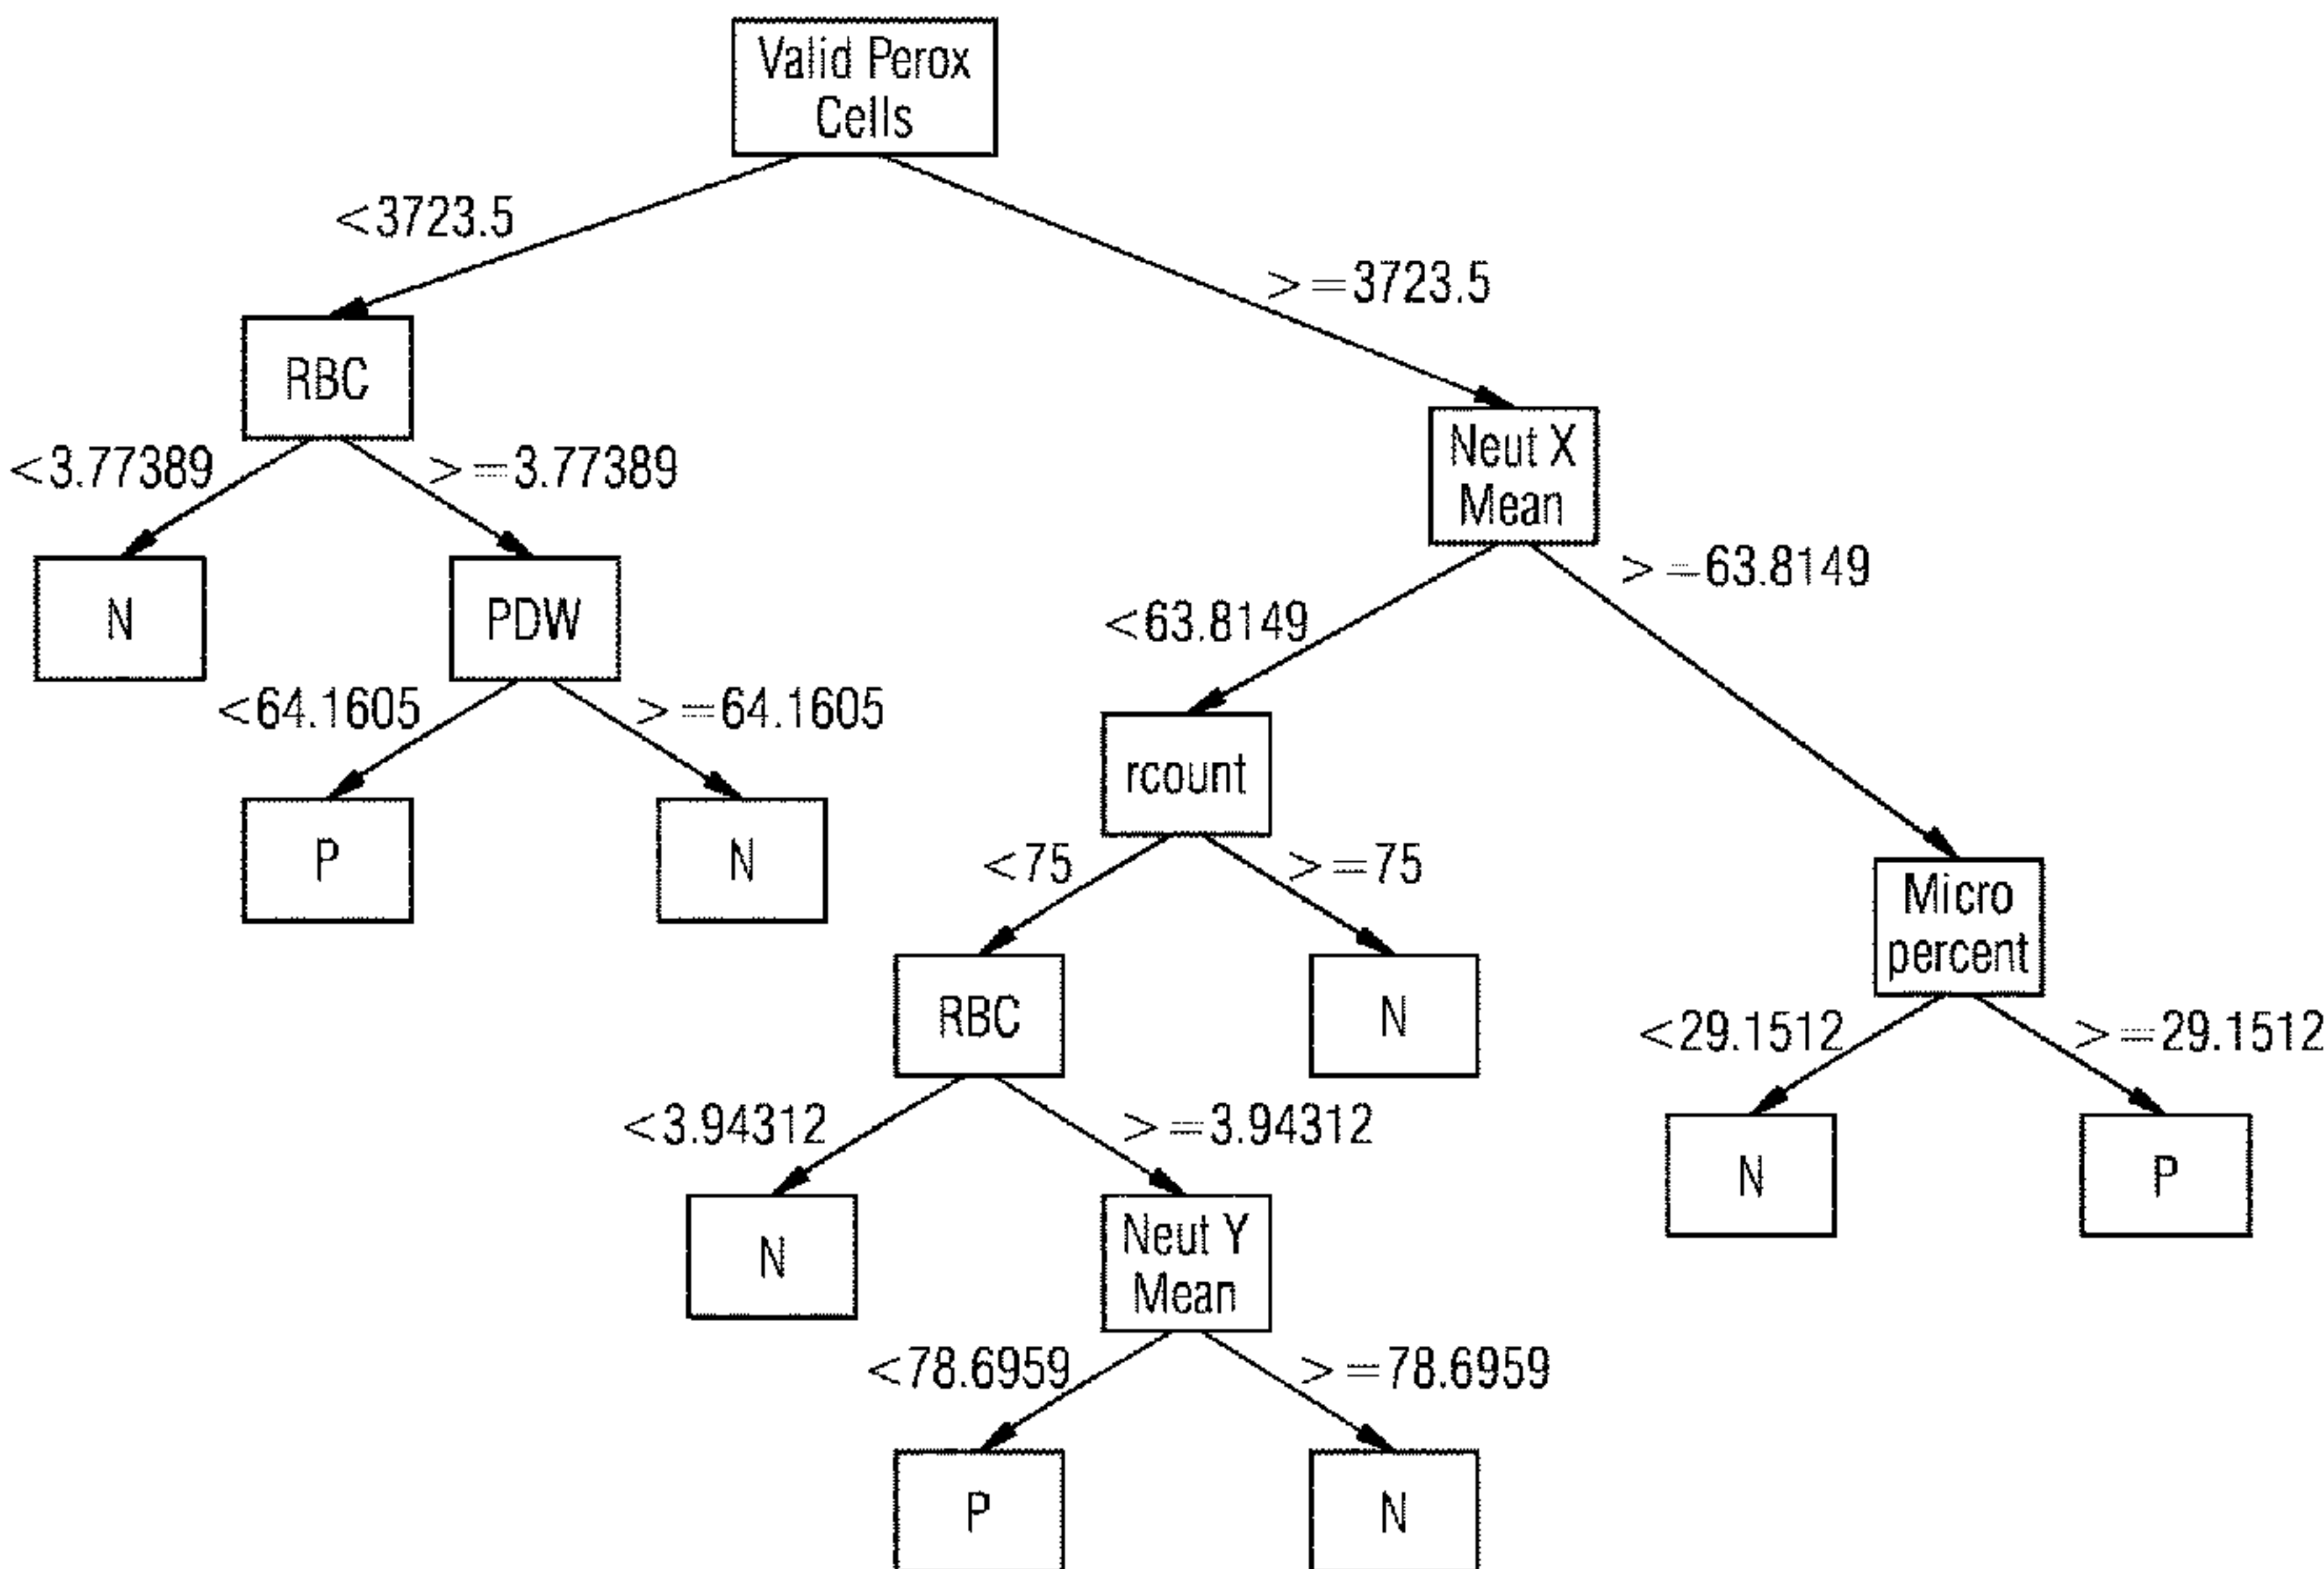 Valid Perox
Cells
<3723.5
>=3723.5
RBC
Neut X
Mean
<3.77389
>=3.77389
N
PDW
<63.8149
>=63.8149
<64.1605
>=64.1605
rcount
P
N
<75
>=75
Micro
percent
RBC
N
<29.1512
>=29.1512
<3.94312
>=3.94312
N
P
N
Neut Y
Mean
<78.6959
>=78.6959
P
N